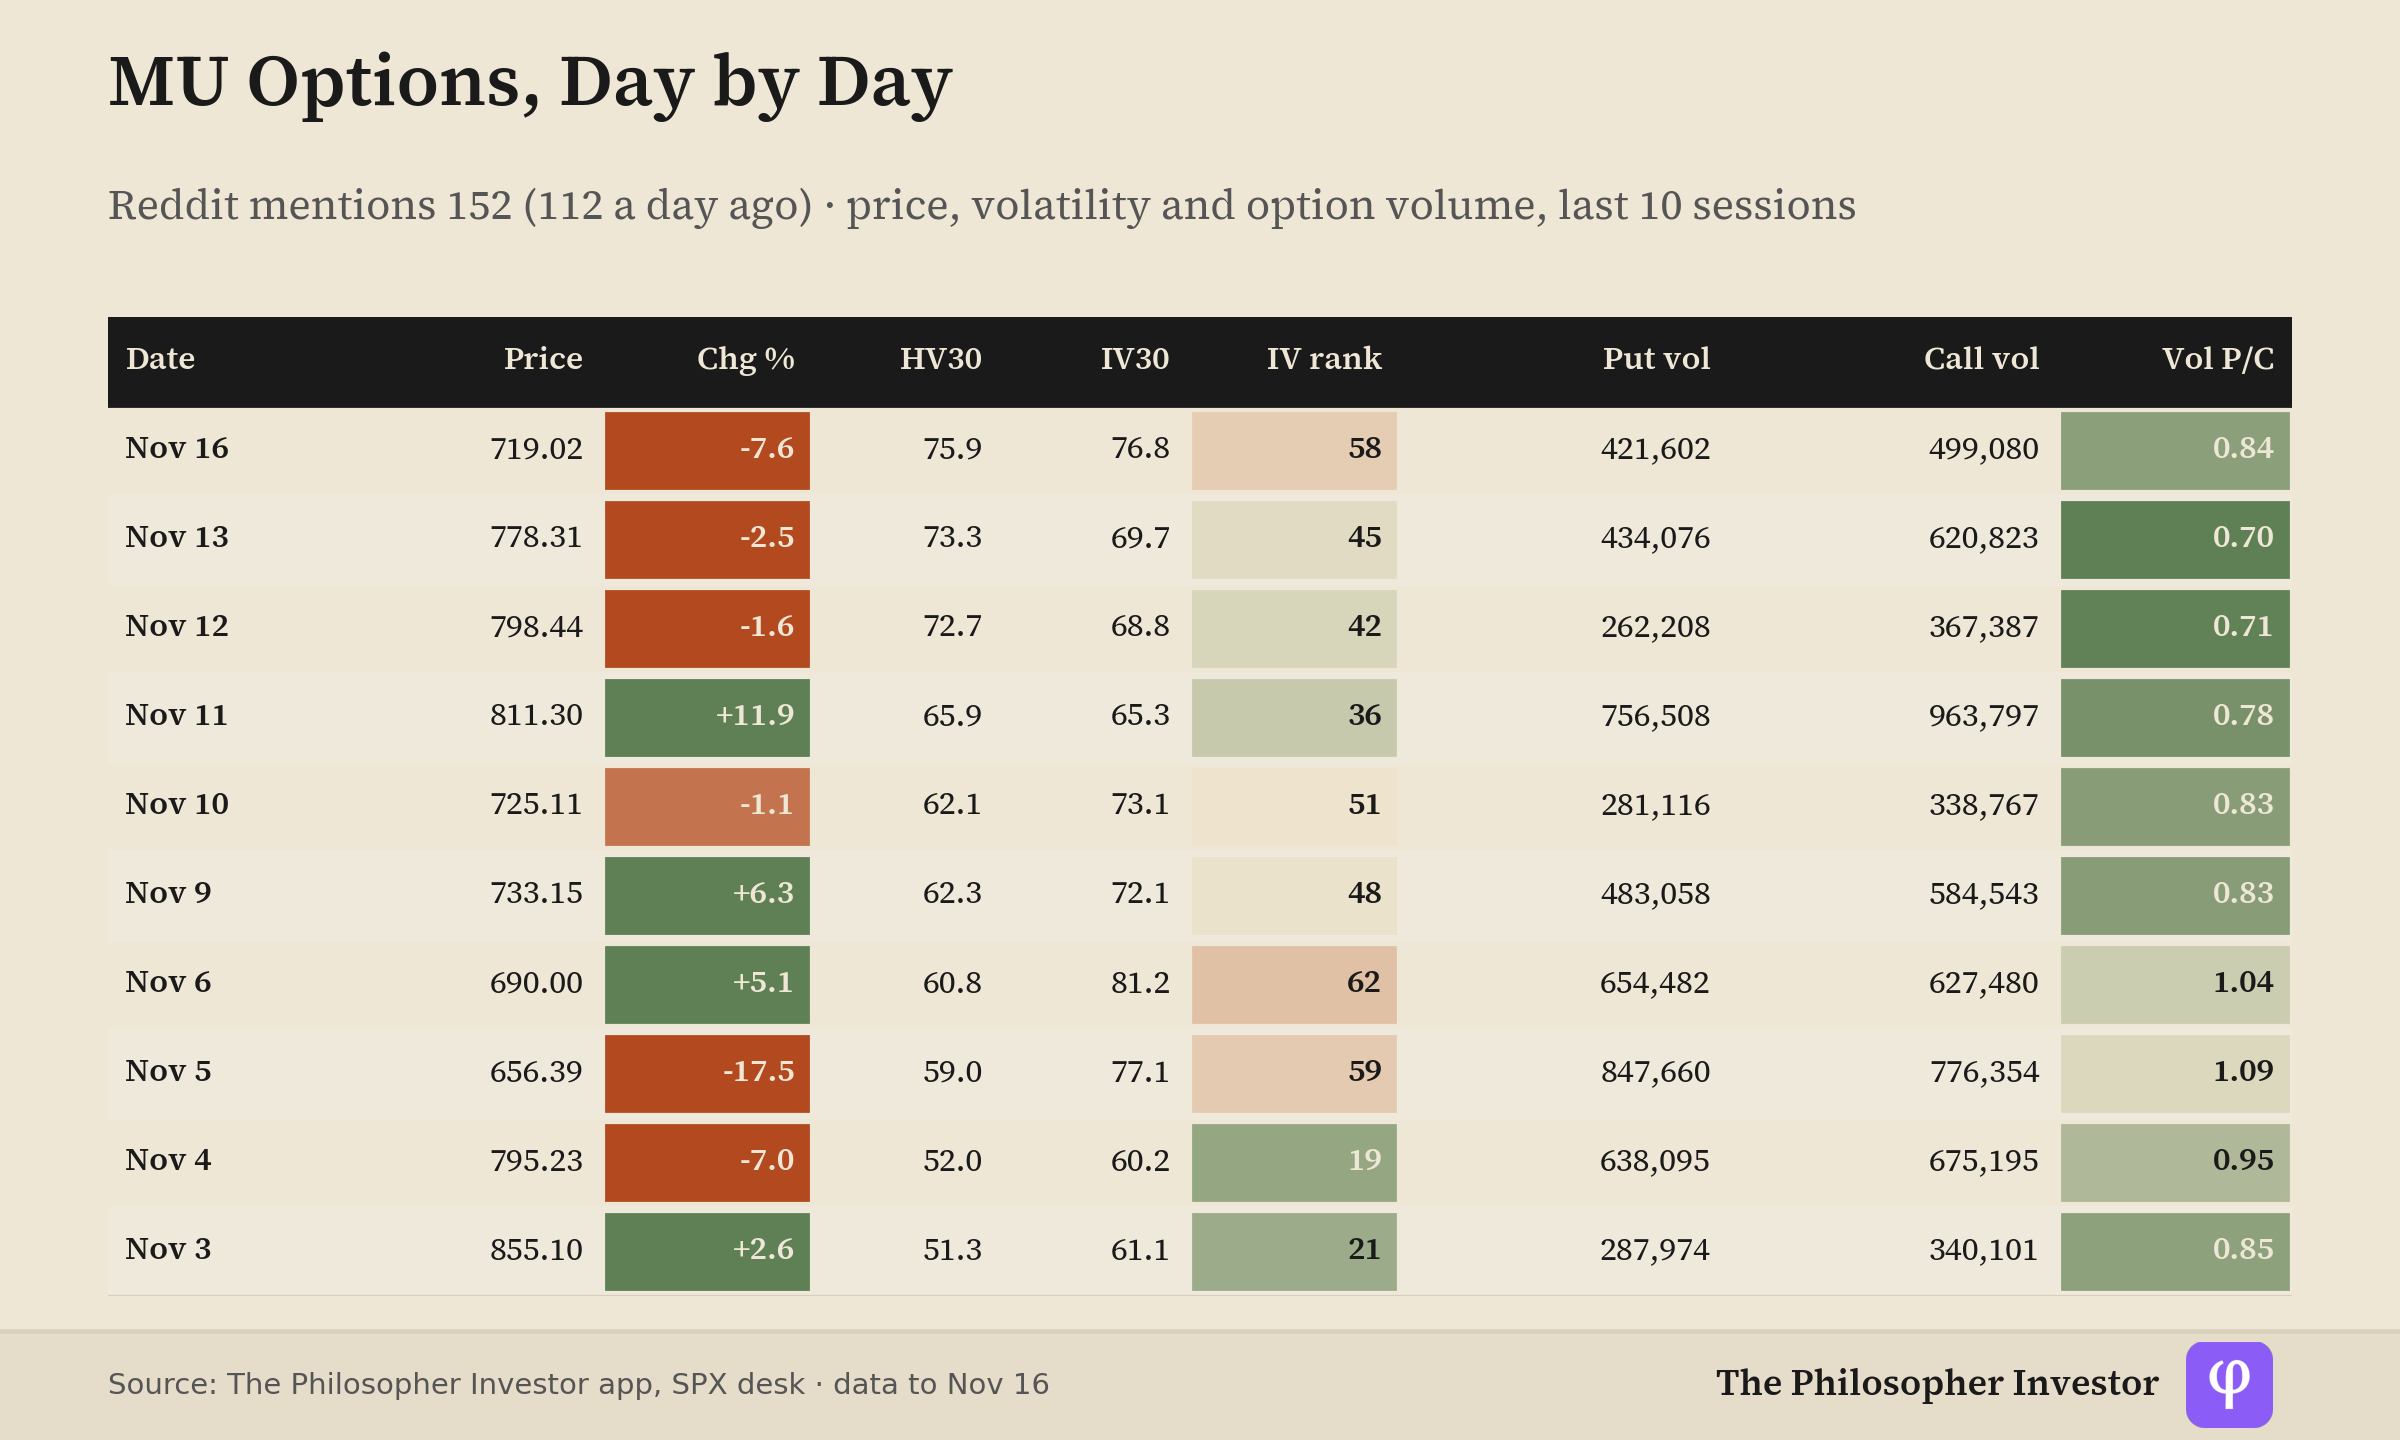 MU Options, Day by Day
Reddit mentions 152 (112 a day ago) · price, volatility and option volume, last 10 sessions
Date Price Chg % HV30 IV30 IV rank Put vol Call vol Vol P/C
Nov 16 719.02 -7.6 75.9 76.8 58 421,602 499,080 0.84
Nov 13 778.31 -2.5 73.3 69.7 45 434,076 620,823 0.70
Nov 12 798.44 -1.6 72.7 68.8 42 262,208 367,387 0.71
Nov 11 811.30 +11.9 65.9 65.3 36 756,508 963,797 0.78
Nov 10 725.11 -1.1 62.1 73.1 51 281,116 338,767 0.83
Nov 9 733.15 +6.3 62.3 72.1 48 483,058 584,543 0.83
Nov 6 690.00 +5.1 60.8 81.2 62 654,482 627,480 1.04
Nov 5 656.39 -17.5 59.0 77.1 59 847,660 776,354 1.09
Nov 4 795.23 -7.0 52.0 60.2 19 638,095 675,195 0.95
Nov 3 855.10 +2.6 51.3 61.1 21 287,974 340,101 0.85
Source: The Philosopher Investor app, SPX desk · data to Nov 16
The Philosopher Investor φ